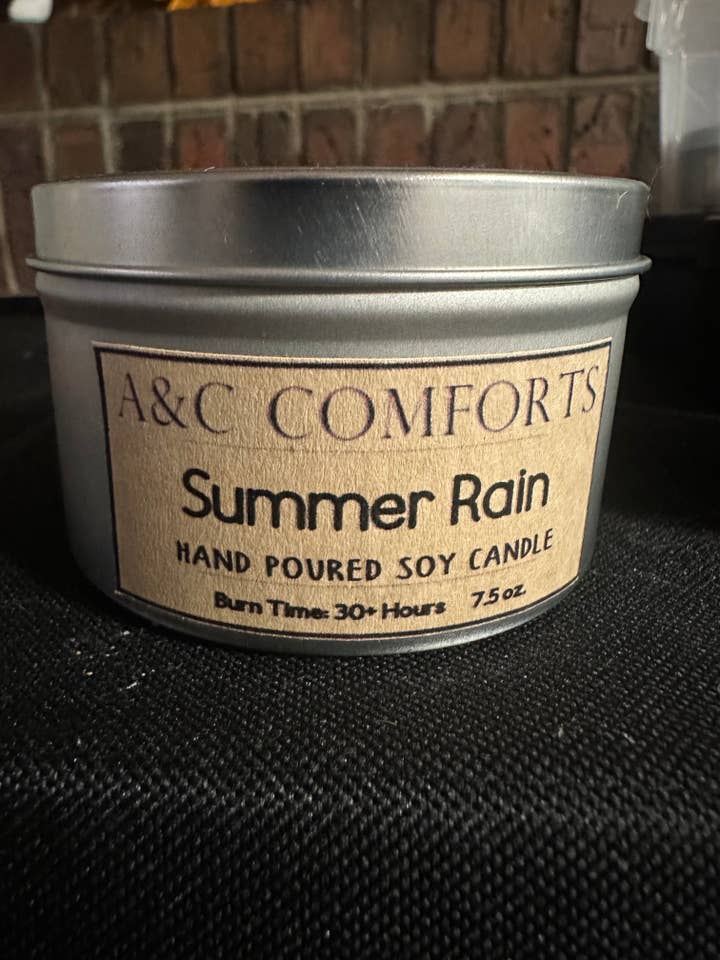 A&C COMFORTS
Summer Rain
HAND POURED SOY CANDLE
Burn Time: 30+ Hours 7.5 oz.